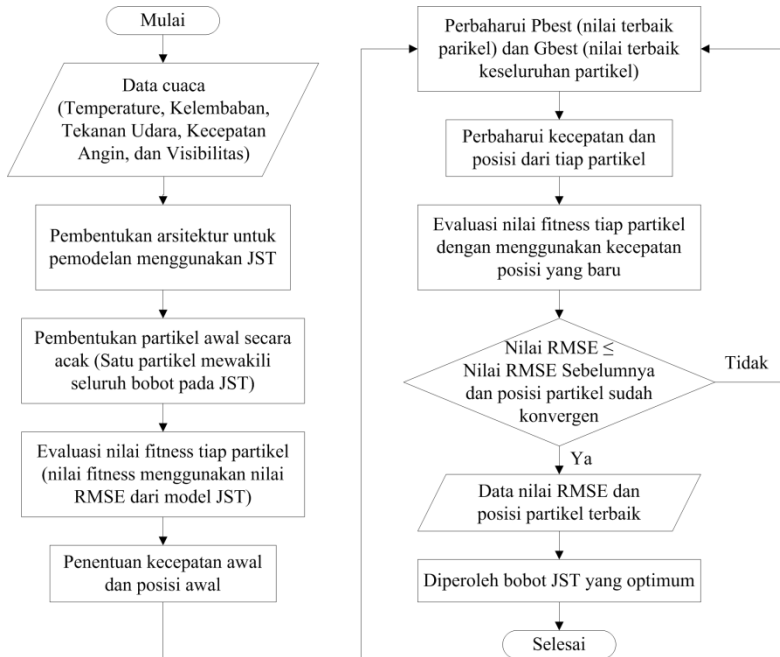 Mulai
Data cuaca
(Temperature, Kelembaban,
Tekanan Udara, Kecepatan
Angin, dan Visibilitas)
Pembentukan arsitektur untuk
pemodelan menggunakan JST
Pembentukan partikel awal secara
acak (Satu partikel mewakili
seluruh bobot pada JST)
Evaluasi nilai fitness tiap partikel
(nilai fitness menggunakan nilai
RMSE dari model JST)
Penentuan kecepatan awal
dan posisi awal
Perbaharui Pbest (nilai terbaik
parikel) dan Gbest (nilai terbaik
keseluruhan partikel)
Perbaharui kecepatan dan
posisi dari tiap partikel
Evaluasi nilai fitness tiap partikel
dengan menggunakan kecepatan
posisi yang baru
Nilai RMSE ≤
Nilai RMSE Sebelumnya
dan posisi partikel sudah
konvergen
Tidak
Ya
Data nilai RMSE dan
posisi partikel terbaik
Diperoleh bobot JST yang optimum
Selesai